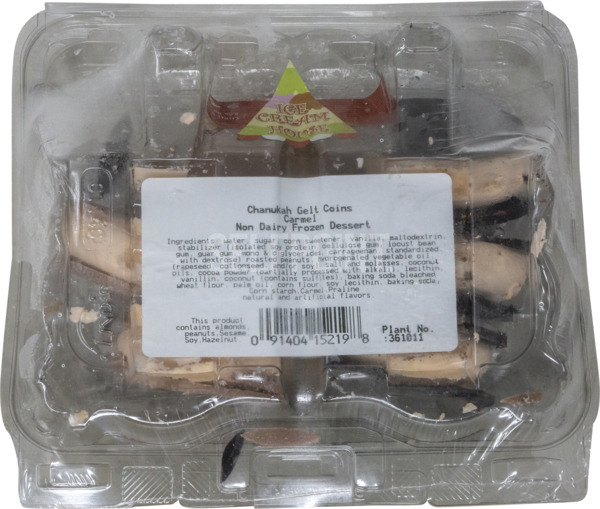 ICE
CREAM
HOUSE
Chanukah Gelt Coins
Carmel
Non Dairy Frozen Dessert
Ingredients: water, sugar, corn sweetener, vanilla, maltodextrin,
stabilizer (isolated soy protein, cellulose gum, locust bean
gum, guar gum, mono & diglyceride, carrageenan, standardized
with dextrose) roasted peanuts, hydrogenated vegetable oil,
(rapeseed, cottonseed, and/or soy) salt and molasses, coconut
oils, cocoa powder (partially processed with alkali), lecithin,
vanillin, coconut (contains sulfites), baking soda bleached
wheat flour, palm oil, corn flour, soy lecithin, baking soda,
Corn starch,Carmel,Praline
natural and artificial flavors.
This product
contains almonds,
peanuts,Sesame
Soy,Hazelnut
0 91404 15219 8
Plant No.
:361011